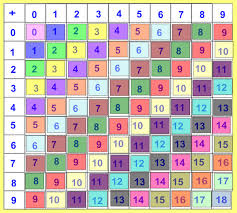 + 0 1 2 3 4 5 6 7 8 9
0 0 1 2 3 4 5 6 7 8 9
1 1 2 3 4 5 6 7 8 9 10
2 2 3 4 5 6 7 8 9 10 11
3 3 4 5 6 7 8 9 10 11 12
4 4 5 6 7 8 9 10 11 12 13
5 5 6 7 8 9 10 11 12 13 14
6 6 7 8 9 10 11 12 13 14 15
7 7 8 9 10 11 12 13 14 15 16
8 8 9 10 11 12 13 14 15 16 17
9 9 10 11 12 13 14 15 16 17 18